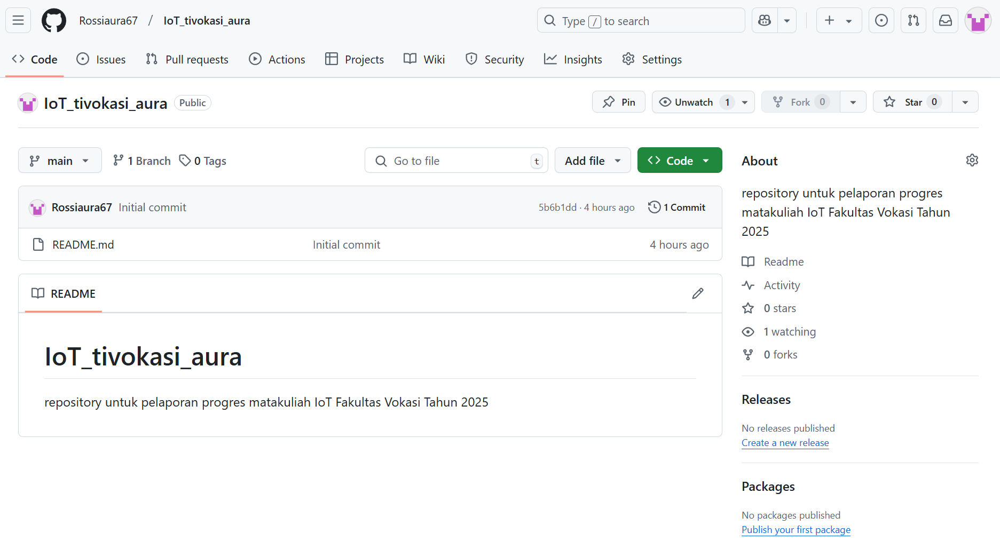 Rossiaura67 / IoT_tivokasi_aura
Type / to search
Code Issues Pull requests Actions Projects Wiki Security Insights Settings
IoT_tivokasi_aura Public
Pin Unwatch 1 Fork 0 Star 0
main 1 Branch 0 Tags
Go to file t
Add file Code
Rossiaura67 Initial commit 5b6b1dd · 4 hours ago 1 Commit
README.md Initial commit 4 hours ago
README
IoT_tivokasi_aura
repository untuk pelaporan progres matakuliah IoT Fakultas Vokasi Tahun 2025
About
repository untuk pelaporan progres
matakuliah IoT Fakultas Vokasi Tahun
2025
Readme
Activity
0 stars
1 watching
0 forks
Releases
No releases published
Create a new release
Packages
No packages published
Publish your first package